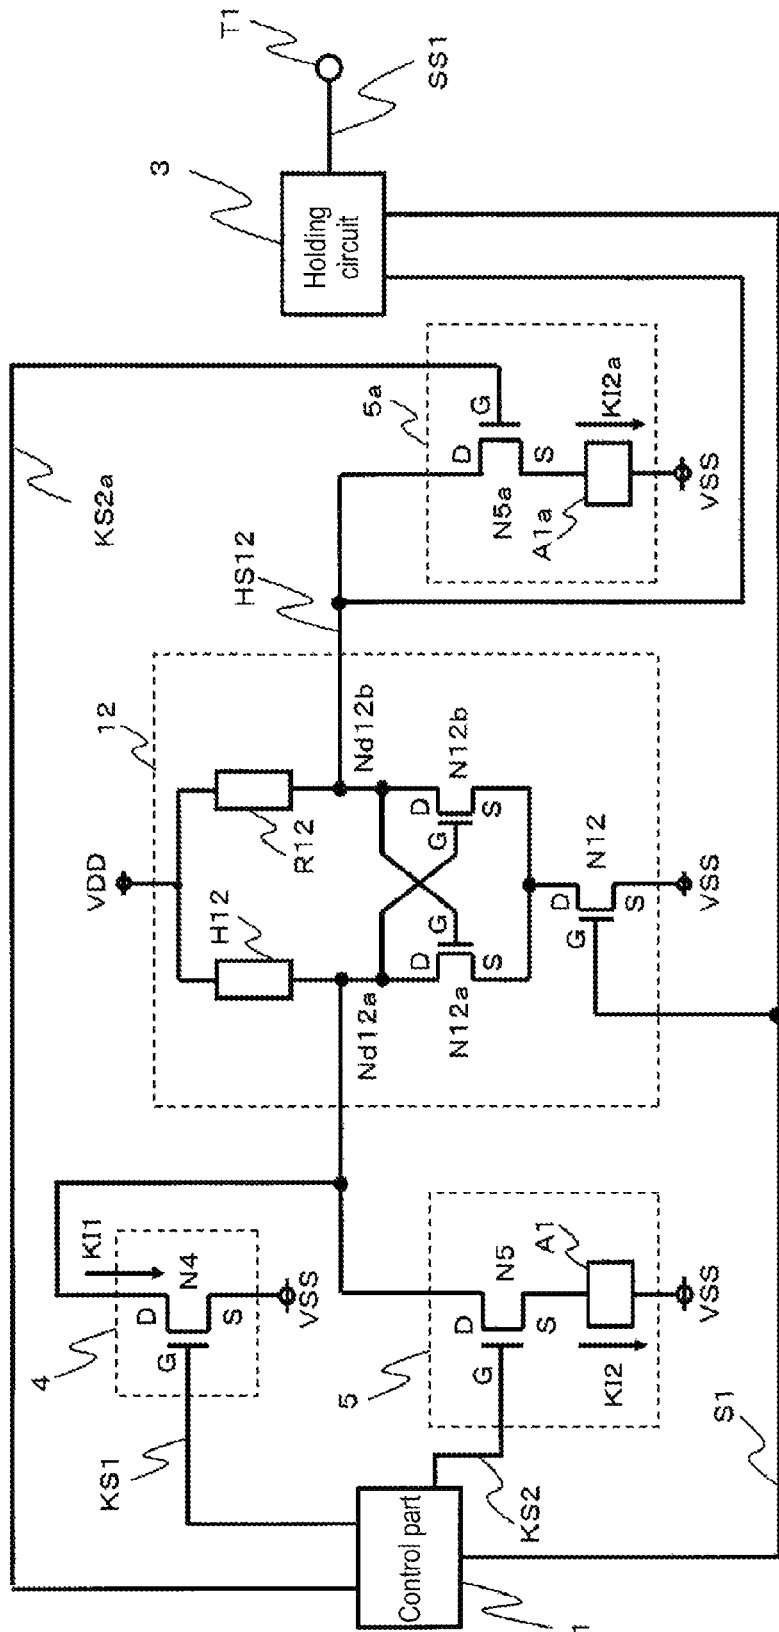 T1
SS1
3
Holding
circuit
KS2a
HS12
5a
D
G
S
N5a
A1a
KI2a
VSS
12
VDD
H12
R12
Nd12a
Nd12b
D
G
S
N12a
D
G
S
N12b
D
G
S
N12
VSS
KI1
4
D
G
S
N4
VSS
KS1
5
D
G
S
N5
A1
KI2
VSS
KS2
S1
Control part
1